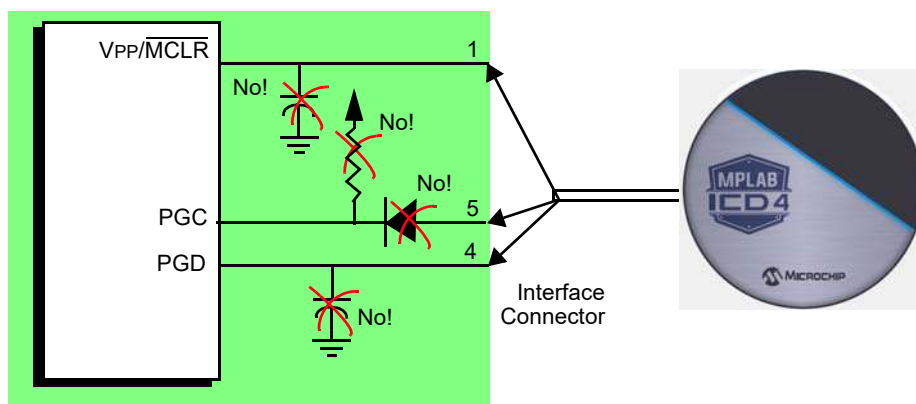 VPP/MCLR
1
No!
No!
No!
PGC
5
PGD
4
No!
Interface
Connector
MPLAB
ICD4
MICROCHIP